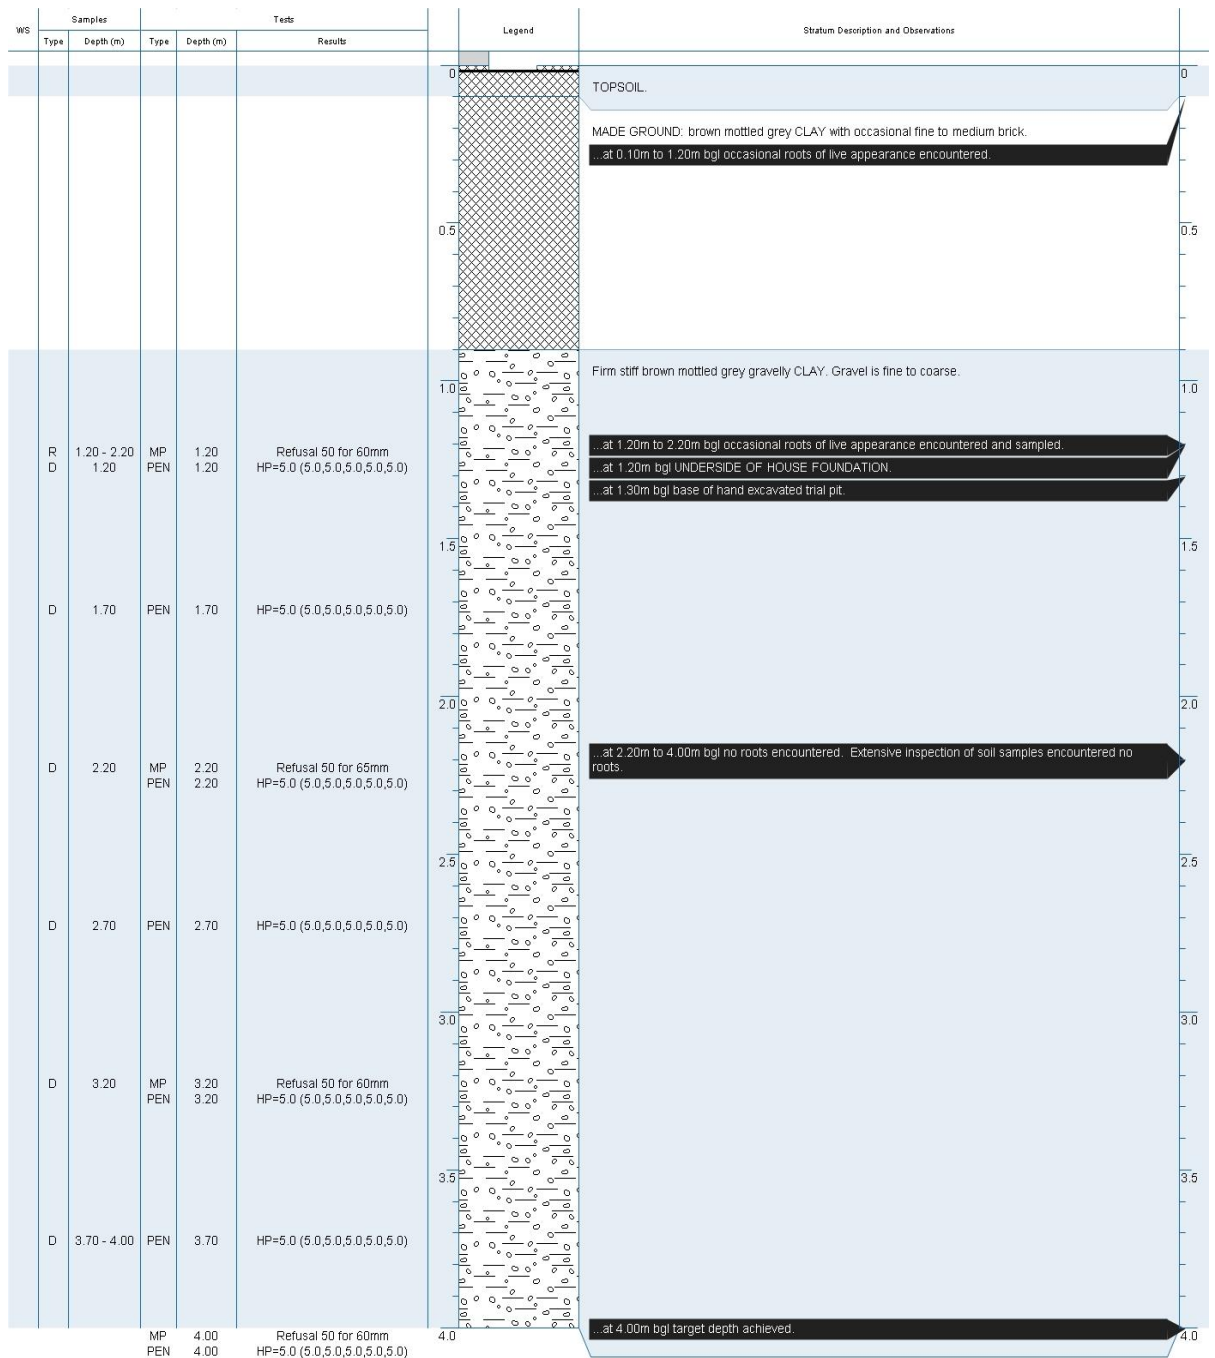 Samples Tests
WS Legend Stratum Description and Observations
Type Depth (m) Type Depth (m) Results
0 0
TOPSOIL.
MADE GROUND: brown mottled grey CLAY with occasional fine to medium brick.
...at 0.10m to 1.20m bgl occasional roots of live appearance encountered.
0.5 0.5
Firm stiff brown mottled grey gravelly CLAY. Gravel is fine to coarse.
1.0 1.0
...at 1.20m to 2.20m bgl occasional roots of live appearance encountered and sampled.
R 1.20 - 2.20 MP 1.20 Refusal 50 for 60mm
D 1.20 PEN 1.20 HP=5.0 (5.0,5.0,5.0,5.0,5.0)
...at 1.20m bgl UNDERSIDE OF HOUSE FOUNDATION.
...at 1.30m bgl base of hand excavated trial pit.
1.5 1.5
D 1.70 PEN 1.70 HP=5.0 (5.0,5.0,5.0,5.0,5.0)
2.0 2.0
...at 2.20m to 4.00m bgl no roots encountered. Extensive inspection of soil samples encountered no
roots.
D 2.20 MP 2.20 Refusal 50 for 65mm
PEN 2.20 HP=5.0 (5.0,5.0,5.0,5.0,5.0)
2.5 2.5
D 2.70 PEN 2.70 HP=5.0 (5.0,5.0,5.0,5.0,5.0)
3.0 3.0
D 3.20 MP 3.20 Refusal 50 for 60mm
PEN 3.20 HP=5.0 (5.0,5.0,5.0,5.0,5.0)
3.5 3.5
D 3.70 - 4.00 PEN 3.70 HP=5.0 (5.0,5.0,5.0,5.0,5.0)
...at 4.00m bgl target depth achieved.
MP 4.00 Refusal 50 for 60mm 4.0 4.0
PEN 4.00 HP=5.0 (5.0,5.0,5.0,5.0,5.0)